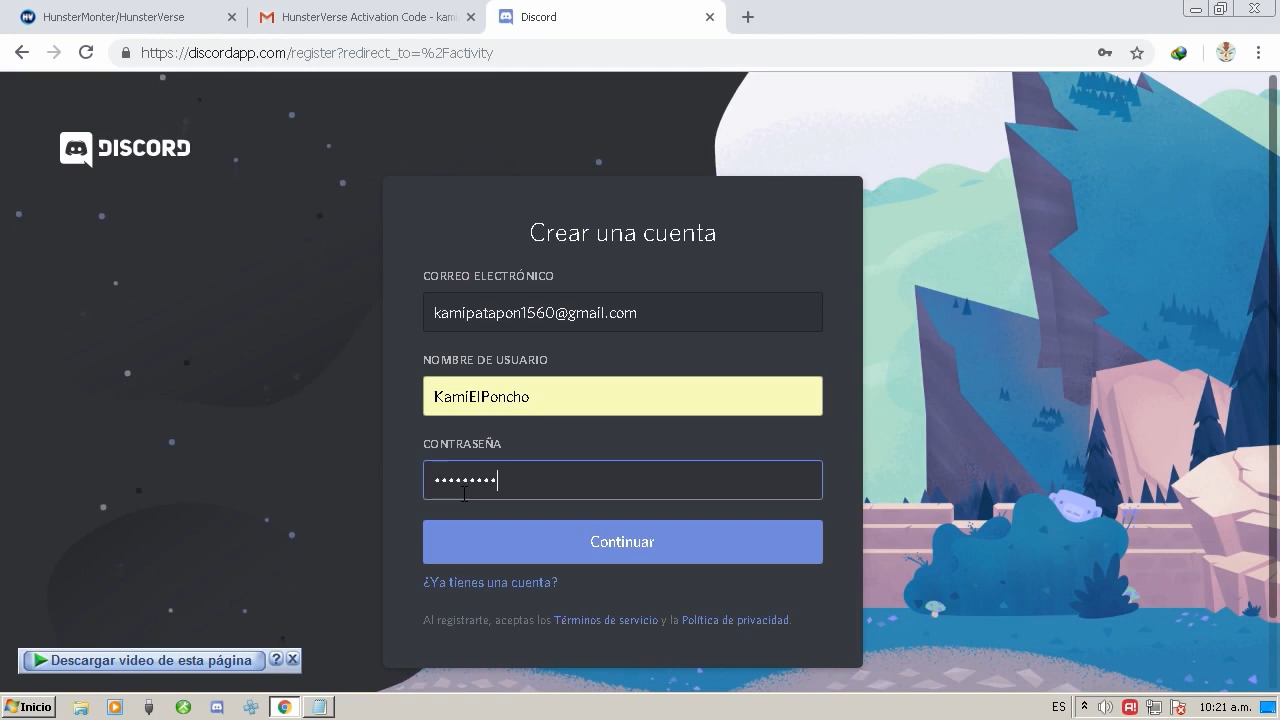 HunsterMonter/HunsterVerse
HunsterVerse Activation Code - kam
Discord
https://discordapp.com/register?redirect_to=%2Factivity
DISCORD
Crear una cuenta
CORREO ELECTRÓNICO
kamipatapon1560@gmail.com
NOMBRE DE USUARIO
KamiElPoncho
CONTRASEÑA
•••••••••
Continuar
¿Ya tienes una cuenta?
Al registrarte, aceptas los Términos de servicio y la Política de privacidad.
Descargar video de esta página ? X
Inicio
ES
10:21 a.m.